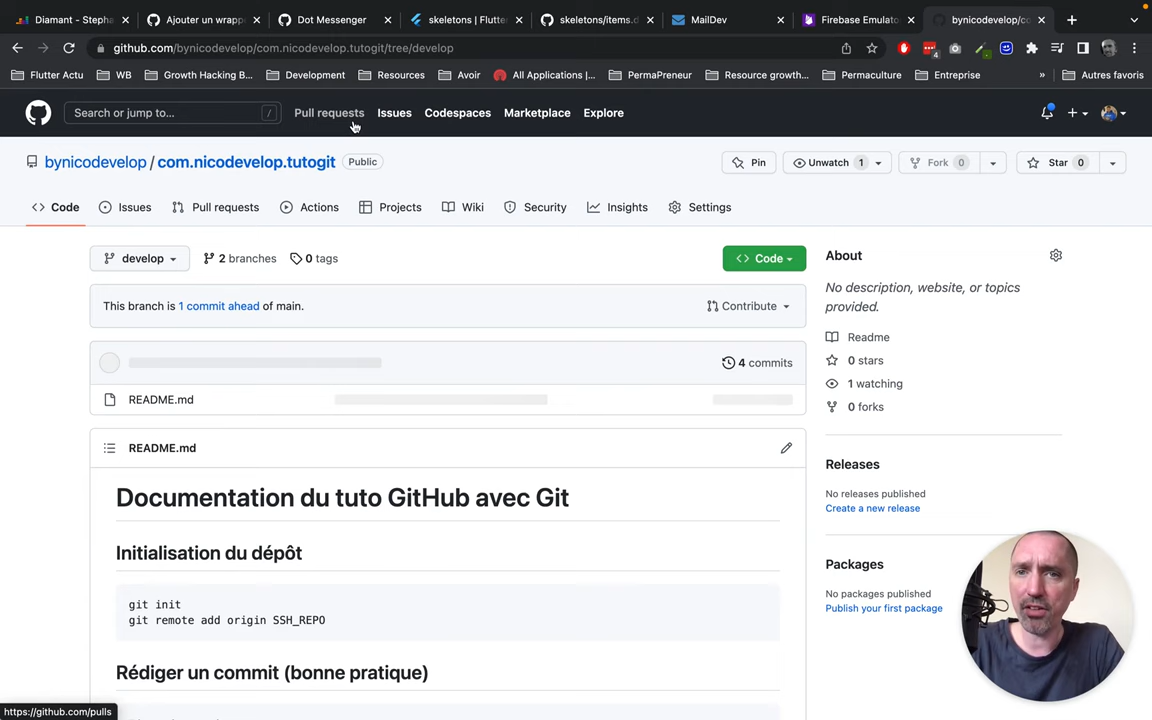 Diamant - Stepha
Ajouter un wrapp
Dot Messenger
skeletons | Flutter
skeletons/items.d
MailDev
Firebase Emulato
bynicodevelop/co
github.com/bynicodevelop/com.nicodevelop.tutogit/tree/develop
4
Flutter Actu
WB
Growth Hacking B...
Development
Resources
Avoir
All Applications |...
PermaPreneur
Resource growth...
Permaculture
Entreprise
»
Autres favoris
Search or jump to...
/
Pull requests
Issues
Codespaces
Marketplace
Explore
bynicodevelop / com.nicodevelop.tutogit
Public
Pin
Unwatch 1
Fork 0
Star 0
Code
Issues
Pull requests
Actions
Projects
Wiki
Security
Insights
Settings
develop
2 branches
0 tags
Code
This branch is 1 commit ahead of main.
Contribute
4 commits
README.md
README.md
Documentation du tuto GitHub avec Git
Initialisation du dépôt
git init
git remote add origin SSH_REPO
Rédiger un commit (bonne pratique)
About
No description, website, or topics
provided.
Readme
0 stars
1 watching
0 forks
Releases
No releases published
Create a new release
Packages
No packages published
Publish your first package
https://github.com/pulls